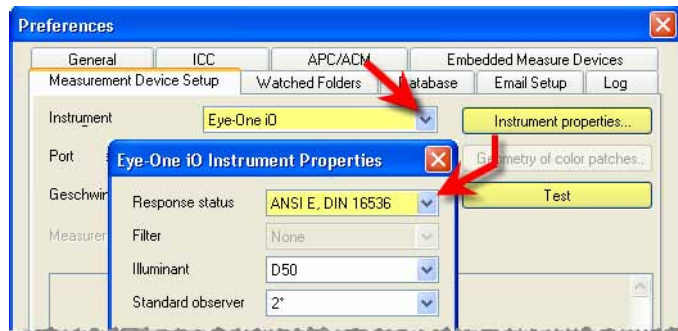 Preferences
General ICC APC/ACM Embedded Measure Devices
Measurement Device Setup Watched Folders atabase Email Setup Log
Instrument Eye-One iO Instrument properties...
Port Geometry of color patches..
Eye-One iO Instrument Properties
Geschwin Test
Response status ANSI E, DIN 16536
Measurer Filter None
Illuminant D50
Standard observer 2°